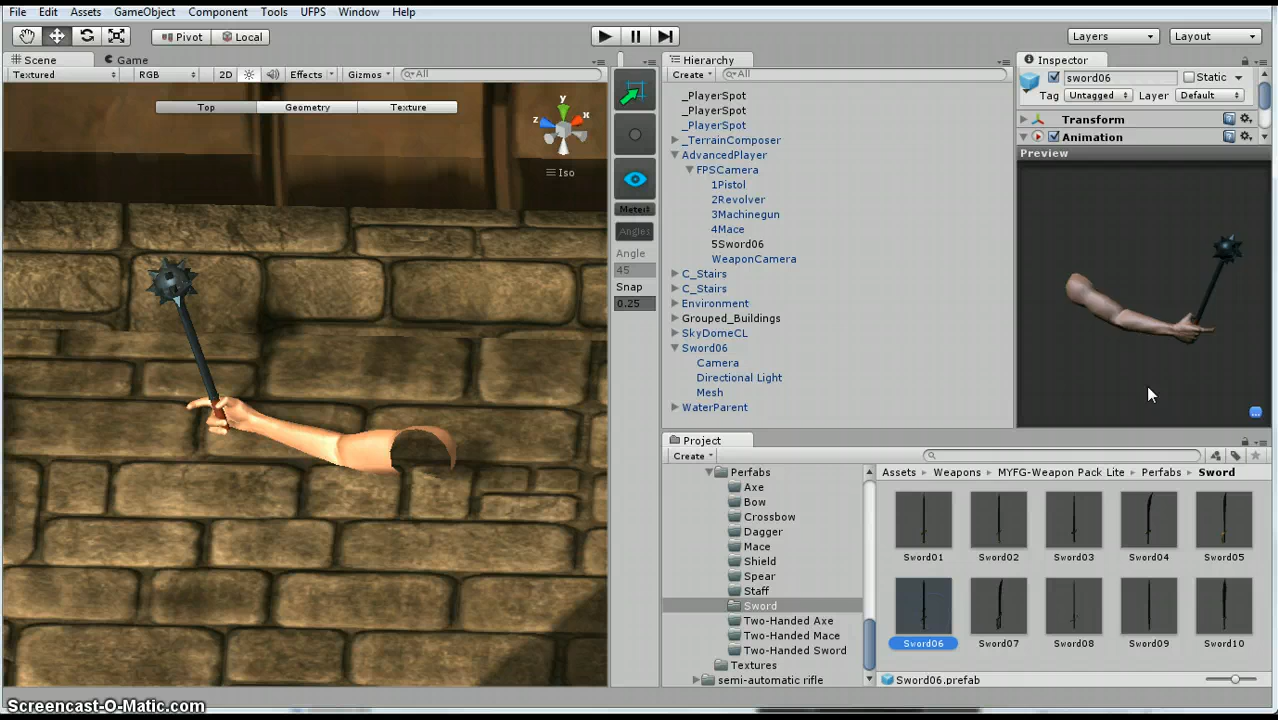 File Edit Assets GameObject Component Tools UFPS Window Help
Pivot Local Layers Layout
Scene Game
Textured RGB 2D Effects Gizmos All
Top Geometry Texture
y
z x
Iso
Angles
Angle
45
Snap
0.25
Hierarchy
Create All
_PlayerSpot
_PlayerSpot
_PlayerSpot
_TerrainComposer
AdvancedPlayer
FPSCamera
1Pistol
2Revolver
3Machinegun
4Mace
5Sword06
WeaponCamera
C_Stairs
C_Stairs
Environment
Grouped_Buildings
SkyDomeCL
Sword06
Camera
Directional Light
Mesh
WaterParent
Inspector
sword06 Static
Tag Untagged Layer Default
Transform
Animation
Preview
Project
Create
Perfabs
Axe
Bow
Crossbow
Dagger
Mace
Shield
Spear
Staff
Sword
Two-Handed Axe
Two-Handed Mace
Two-Handed Sword
Textures
semi-automatic rifle
Assets Weapons MYFG-Weapon Pack Lite Perfabs Sword
Sword01 Sword02 Sword03 Sword04 Sword05
Sword06 Sword07 Sword08 Sword09 Sword10
Sword06.prefab
Screencast-O-Matic.com